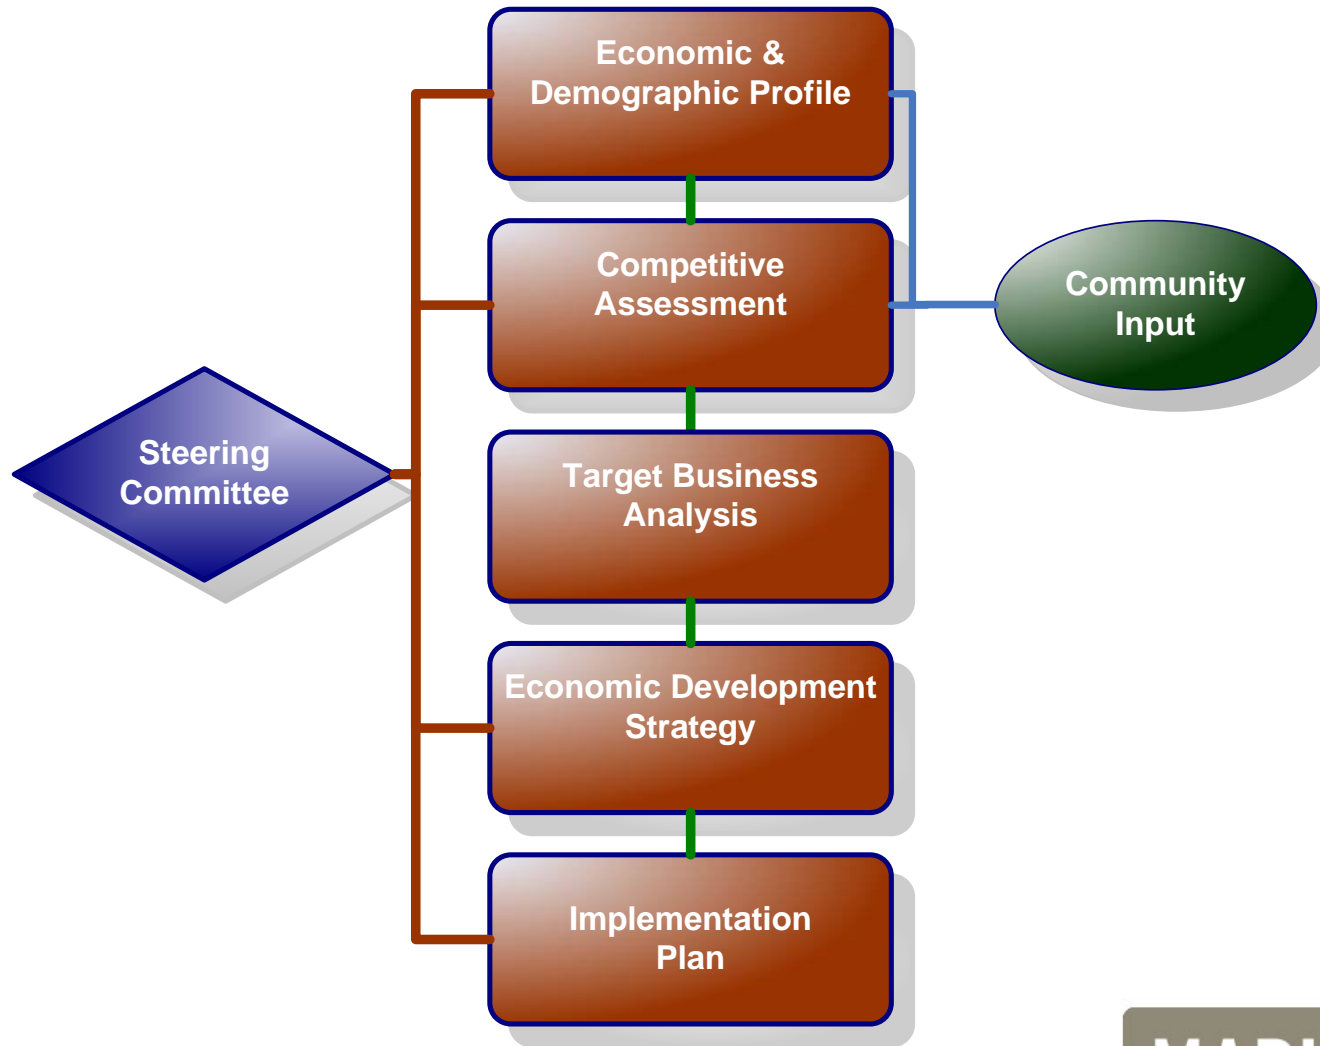 Economic &
Demographic Profile
Competitive
Assessment
Community
Input
Steering
Committee
Target Business
Analysis
Economic Development
Strategy
Implementation
Plan